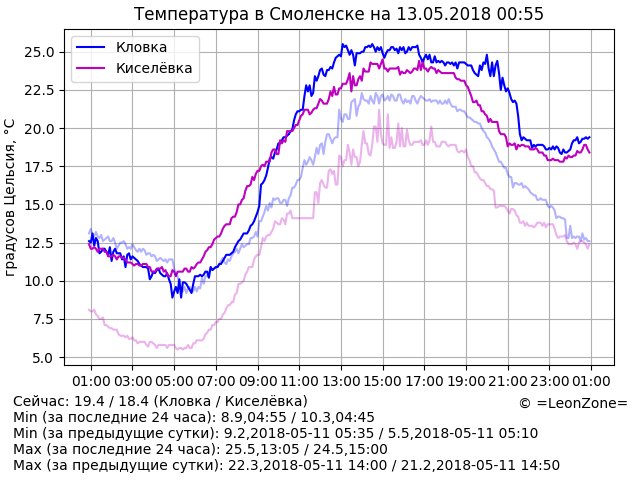 Температура в Смоленске на 13.05.2018 00:55
Кловка
Киселёвка
градусов Цельсия, °C
25.0
22.5
20.0
17.5
15.0
12.5
10.0
7.5
5.0
01:00 03:00 05:00 07:00 09:00 11:00 13:00 15:00 17:00 19:00 21:00 23:00 01:00
Сейчас: 19.4 / 18.4 (Кловка / Киселёвка)
© =LeonZone=
Min (за последние 24 часа): 8.9,04:55 / 10.3,04:45
Min (за предыдущие сутки): 9.2,2018-05-11 05:35 / 5.5,2018-05-11 05:10
Max (за последние 24 часа): 25.5,13:05 / 24.5,15:00
Max (за предыдущие сутки): 22.3,2018-05-11 14:00 / 21.2,2018-05-11 14:50